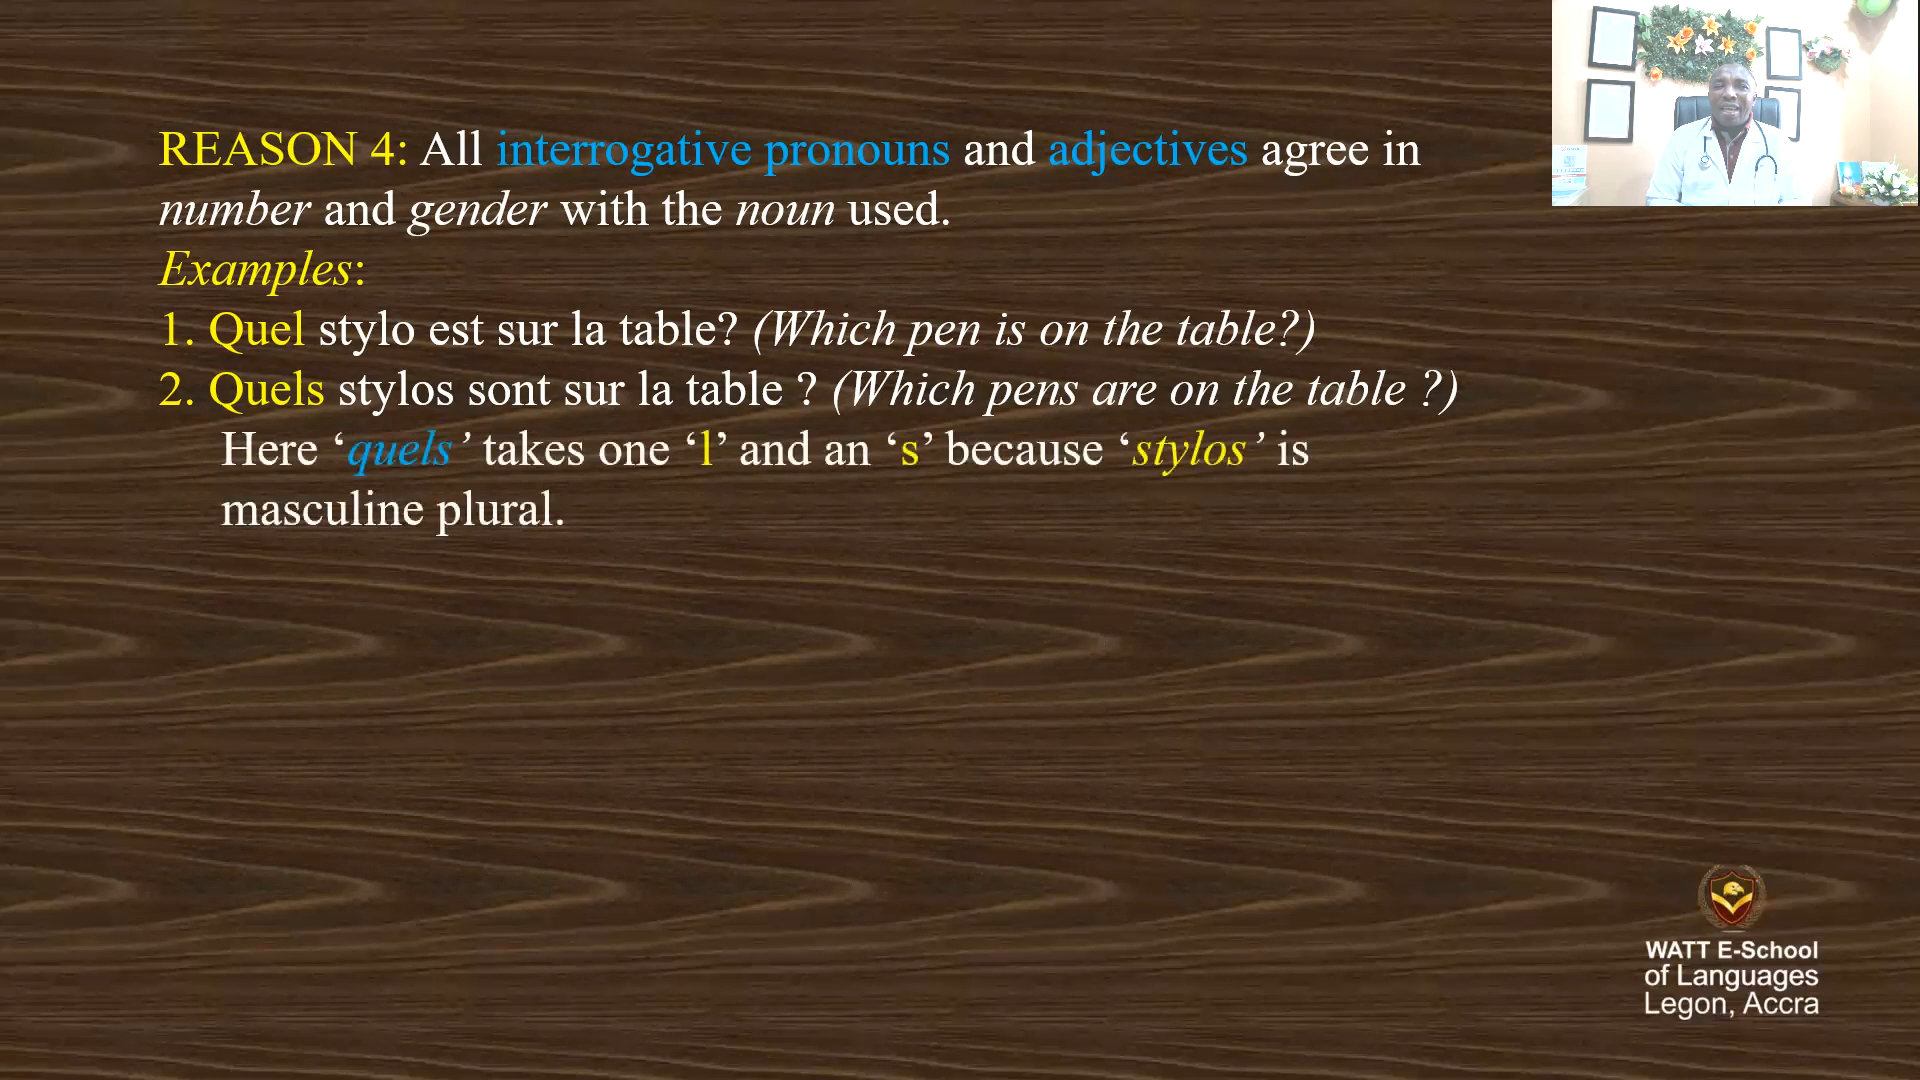 REASON 4: All interrogative pronouns and adjectives agree in
number and gender with the noun used.
Examples:
1. Quel stylo est sur la table? (Which pen is on the table?)
2. Quels stylos sont sur la table ? (Which pens are on the table ?)
Here ‘quels’ takes one ‘l’ and an ‘s’ because ‘stylos’ is
masculine plural.
WATT E-School
of Languages
Legon, Accra